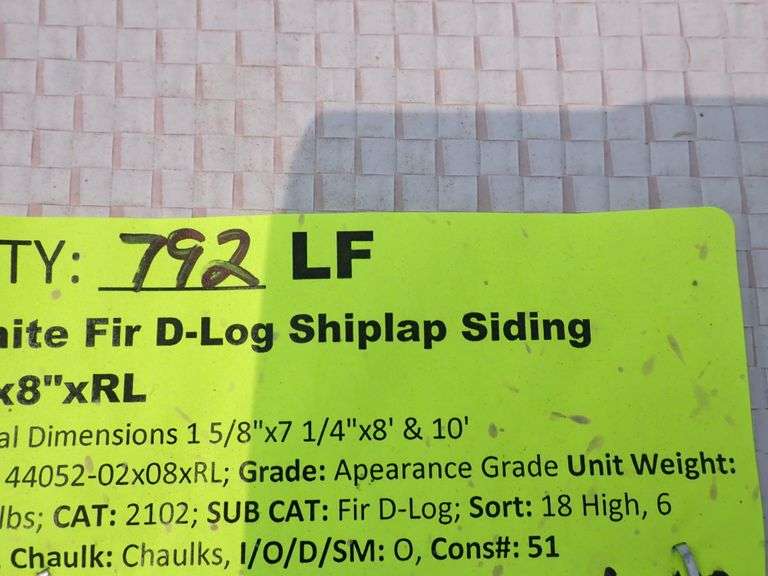 TY: 792 LF
ite Fir D-Log Shiplap Siding
x8"xRL
al Dimensions 1 5/8"x7 1/4"x8' & 10'
44052-02x08xRL; Grade: Apearance Grade Unit Weight:
lbs; CAT: 2102; SUB CAT: Fir D-Log; Sort: 18 High, 6
Chaulk: Chaulks, I/O/D/SM: O, Cons#: 51